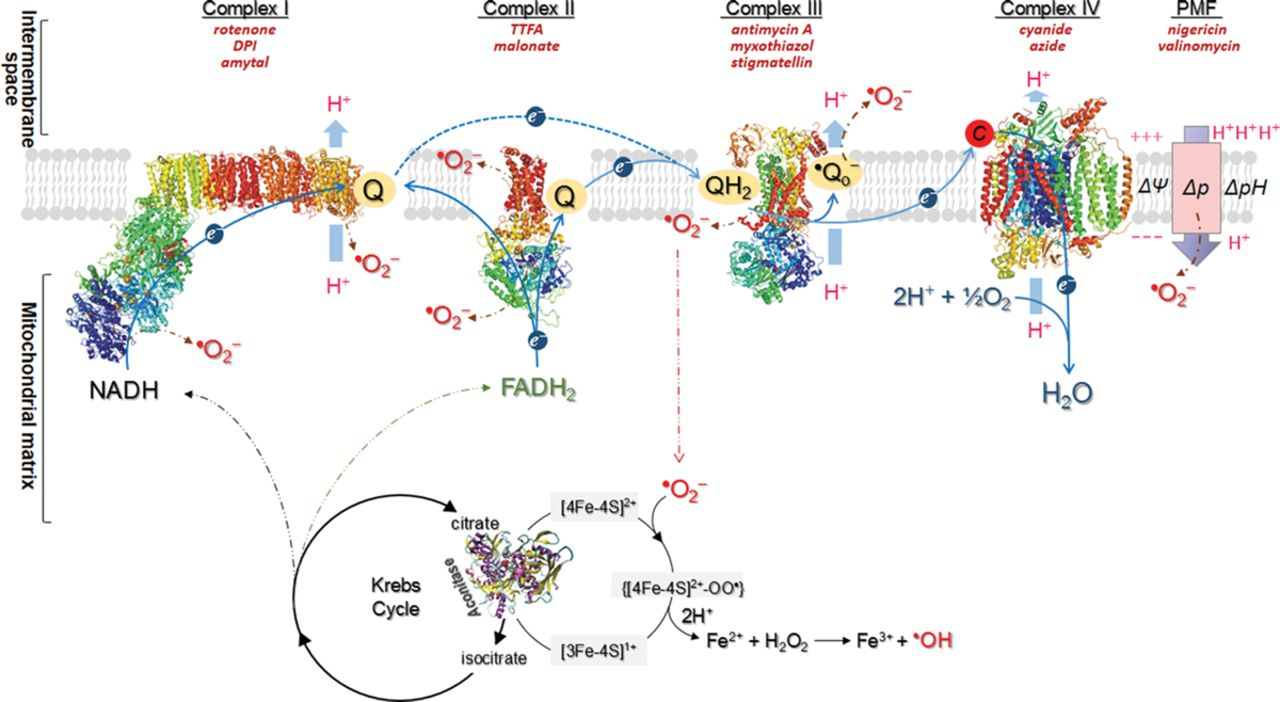 Complex I
rotenone
DPI
amytal
Complex II
TTFA
malonate
Complex III
antimycin A
myxothiazol
stigmatellin
Complex IV
cyanide
azide
PMF
nigericin
valinomycin
Intermembrane
space
Mitochondrial matrix
H⁺
H⁺
•O₂⁻
•O₂⁻
Q
NADH
e⁻
e⁻
•O₂⁻
•O₂⁻
Q
e⁻
FADH₂
e⁻
QH₂
•O₂⁻
H⁺
•O₂⁻
•Q₀⁻
H⁺
e⁻
C
H⁺
2H⁺ + ½O₂
H⁺
e⁻
H₂O
+++
H⁺H⁺H⁺
ΔΨ
Δp
ΔpH
---
H⁺
•O₂⁻
Krebs
Cycle
citrate
Aconitase
isocitrate
[4Fe-4S]²⁺
•O₂⁻
{[4Fe-4S]²⁺-OO•}
2H⁺
[3Fe-4S]¹⁺
Fe²⁺ + H₂O₂ → Fe³⁺ + •OH